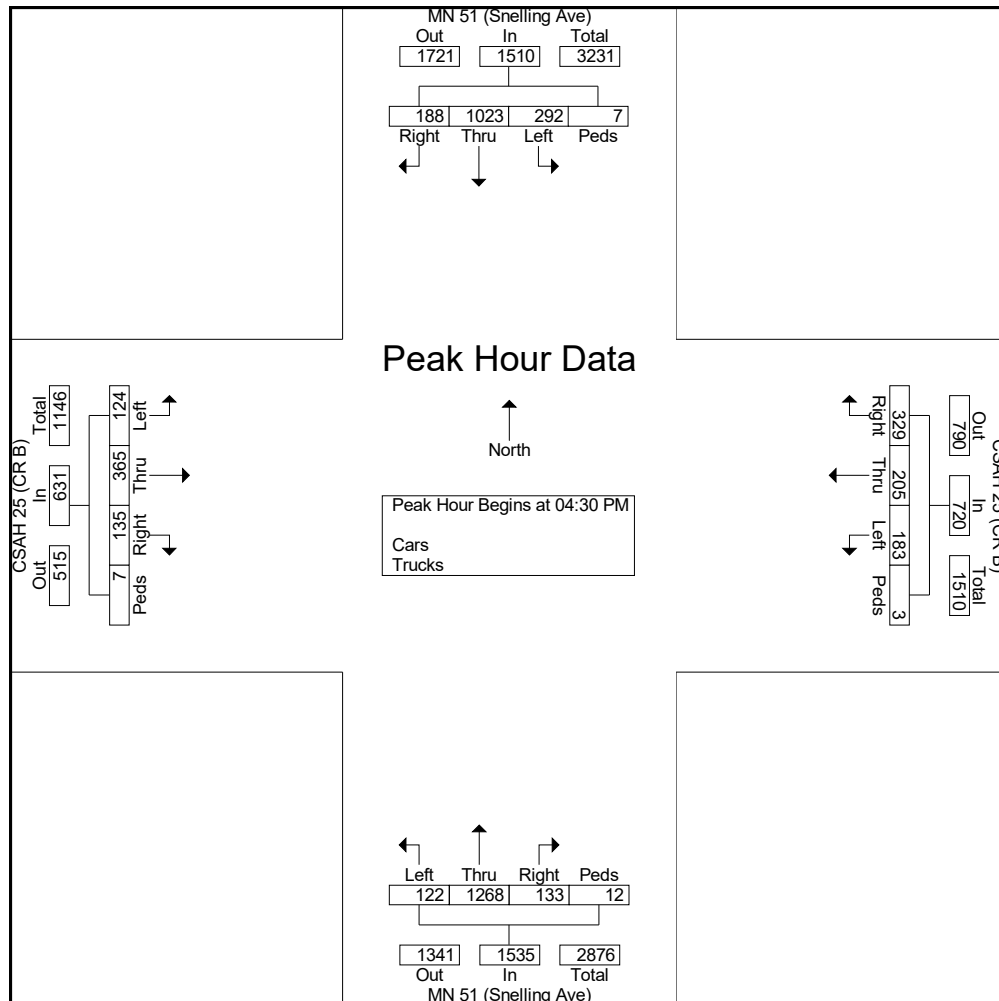 MN 51 (Snelling Ave)
Out In Total
1721 1510 3231
188 1023 292 7
Right Thru Left Peds
Peak Hour Data
North
Peak Hour Begins at 04:30 PM
Cars
Trucks
CSAH 25 (CR B)
Out In Total
515 631 1146
124 365 135 7
Left Thru Right Peds
CSAH 25 (CR B)
Out In Total
790 720 1510
329 205 183 3
Right Thru Left Peds
Left Thru Right Peds
122 1268 133 12
1341 1535 2876
Out In Total
MN 51 (Snelling Ave)